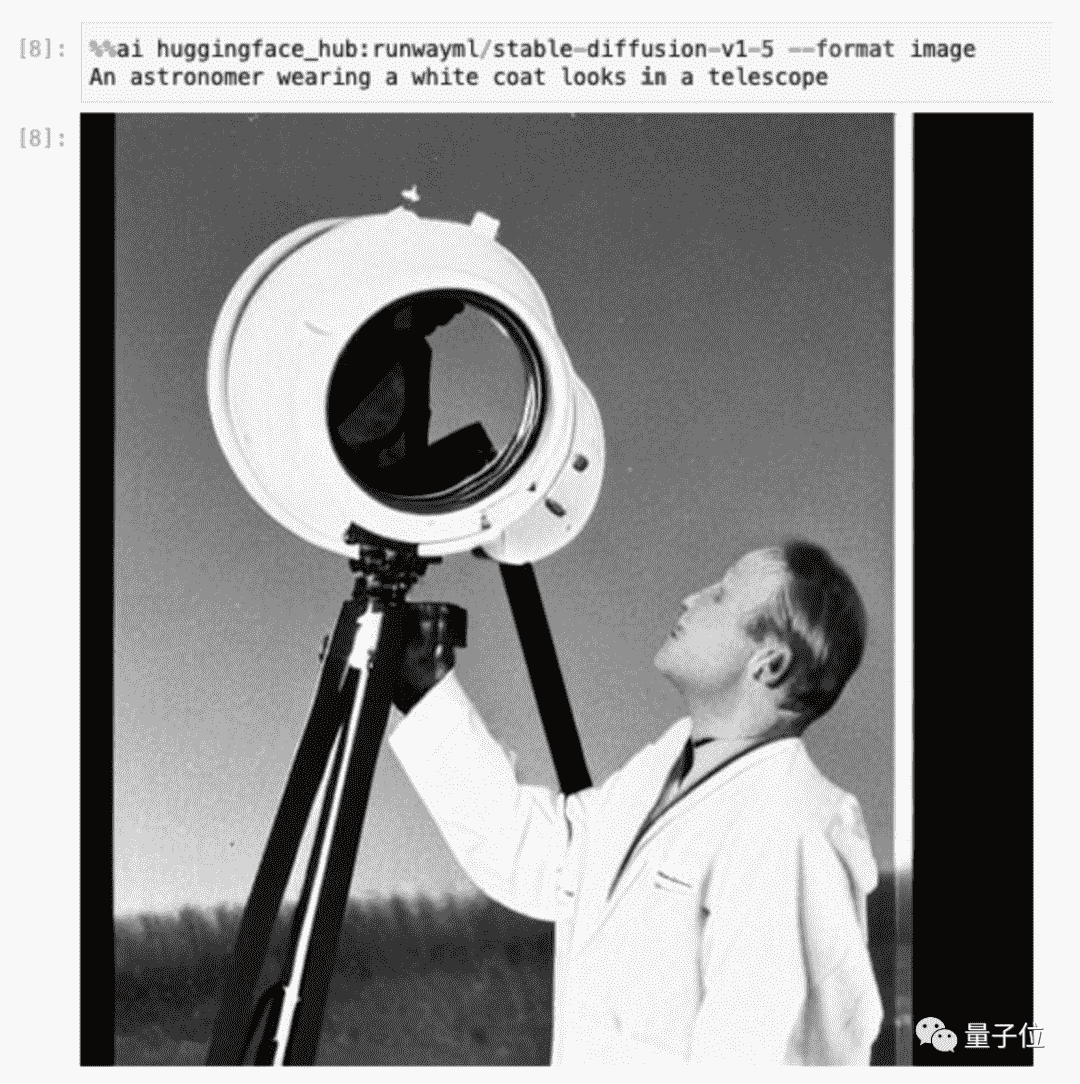 [8]: %%ai huggingface_hub:runwayml/stable-diffusion-v1-5 --format image
An astronomer wearing a white coat looks in a telescope
[8]:
量子位